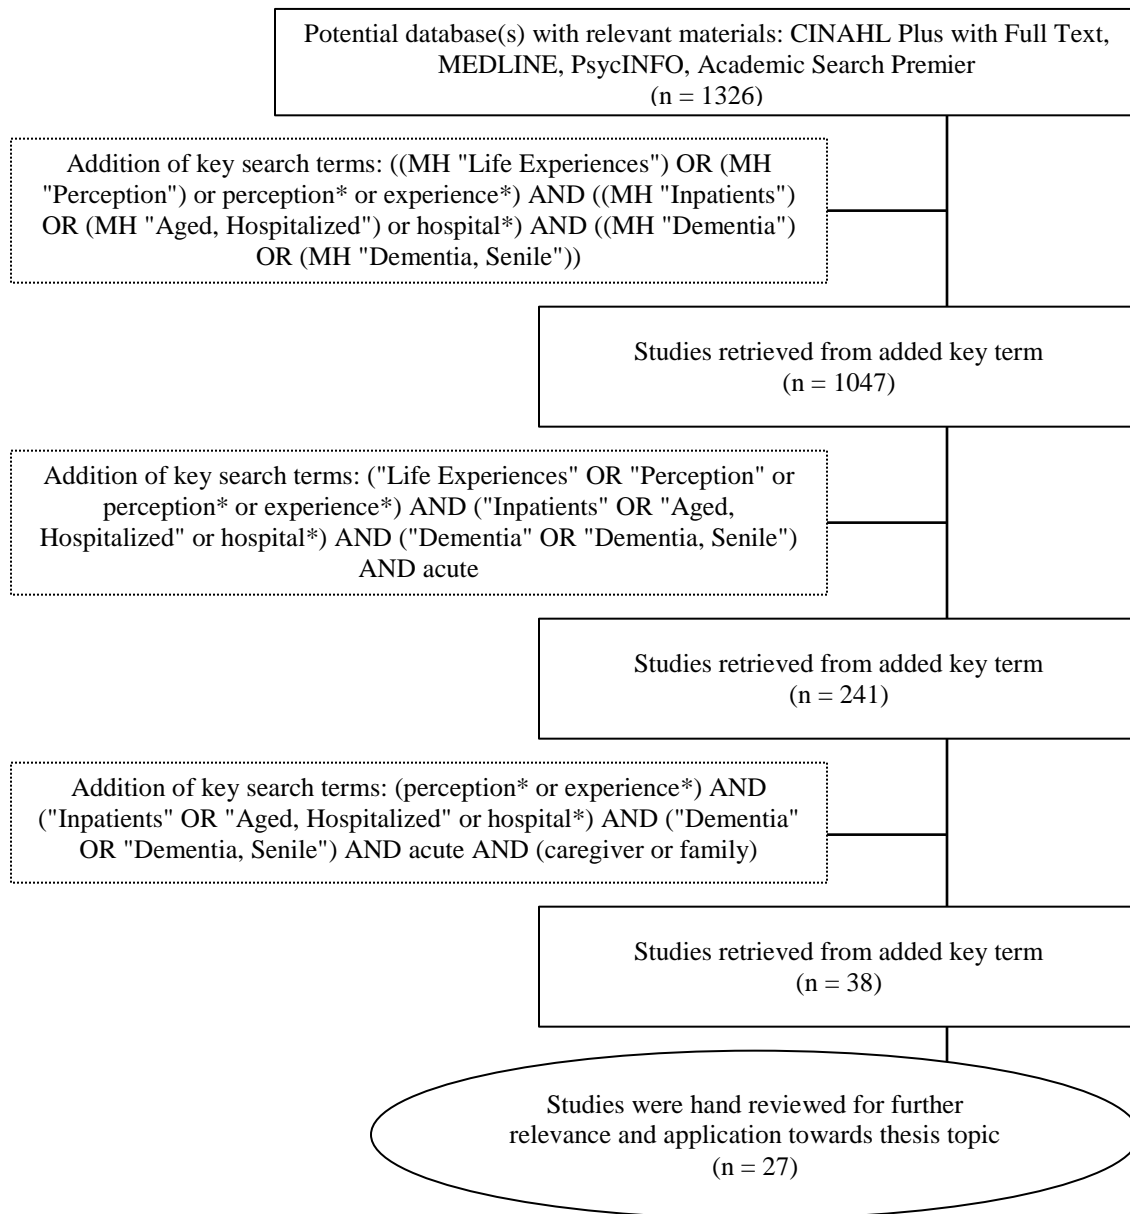 Potential database(s) with relevant materials: CINAHL Plus with Full Text,
MEDLINE, PsycINFO, Academic Search Premier
(n = 1326)
Addition of key search terms: ((MH "Life Experiences") OR (MH
"Perception") or perception* or experience*) AND ((MH "Inpatients")
OR (MH "Aged, Hospitalized") or hospital*) AND ((MH "Dementia")
OR (MH "Dementia, Senile"))
Studies retrieved from added key term
(n = 1047)
Addition of key search terms: ("Life Experiences" OR "Perception" or
perception* or experience*) AND ("Inpatients" OR "Aged,
Hospitalized" or hospital*) AND ("Dementia" OR "Dementia, Senile")
AND acute
Studies retrieved from added key term
(n = 241)
Addition of key search terms: (perception* or experience*) AND
("Inpatients" OR "Aged, Hospitalized" or hospital*) AND ("Dementia"
OR "Dementia, Senile") AND acute AND (caregiver or family)
Studies retrieved from added key term
(n = 38)
Studies were hand reviewed for further
relevance and application towards thesis topic
(n = 27)